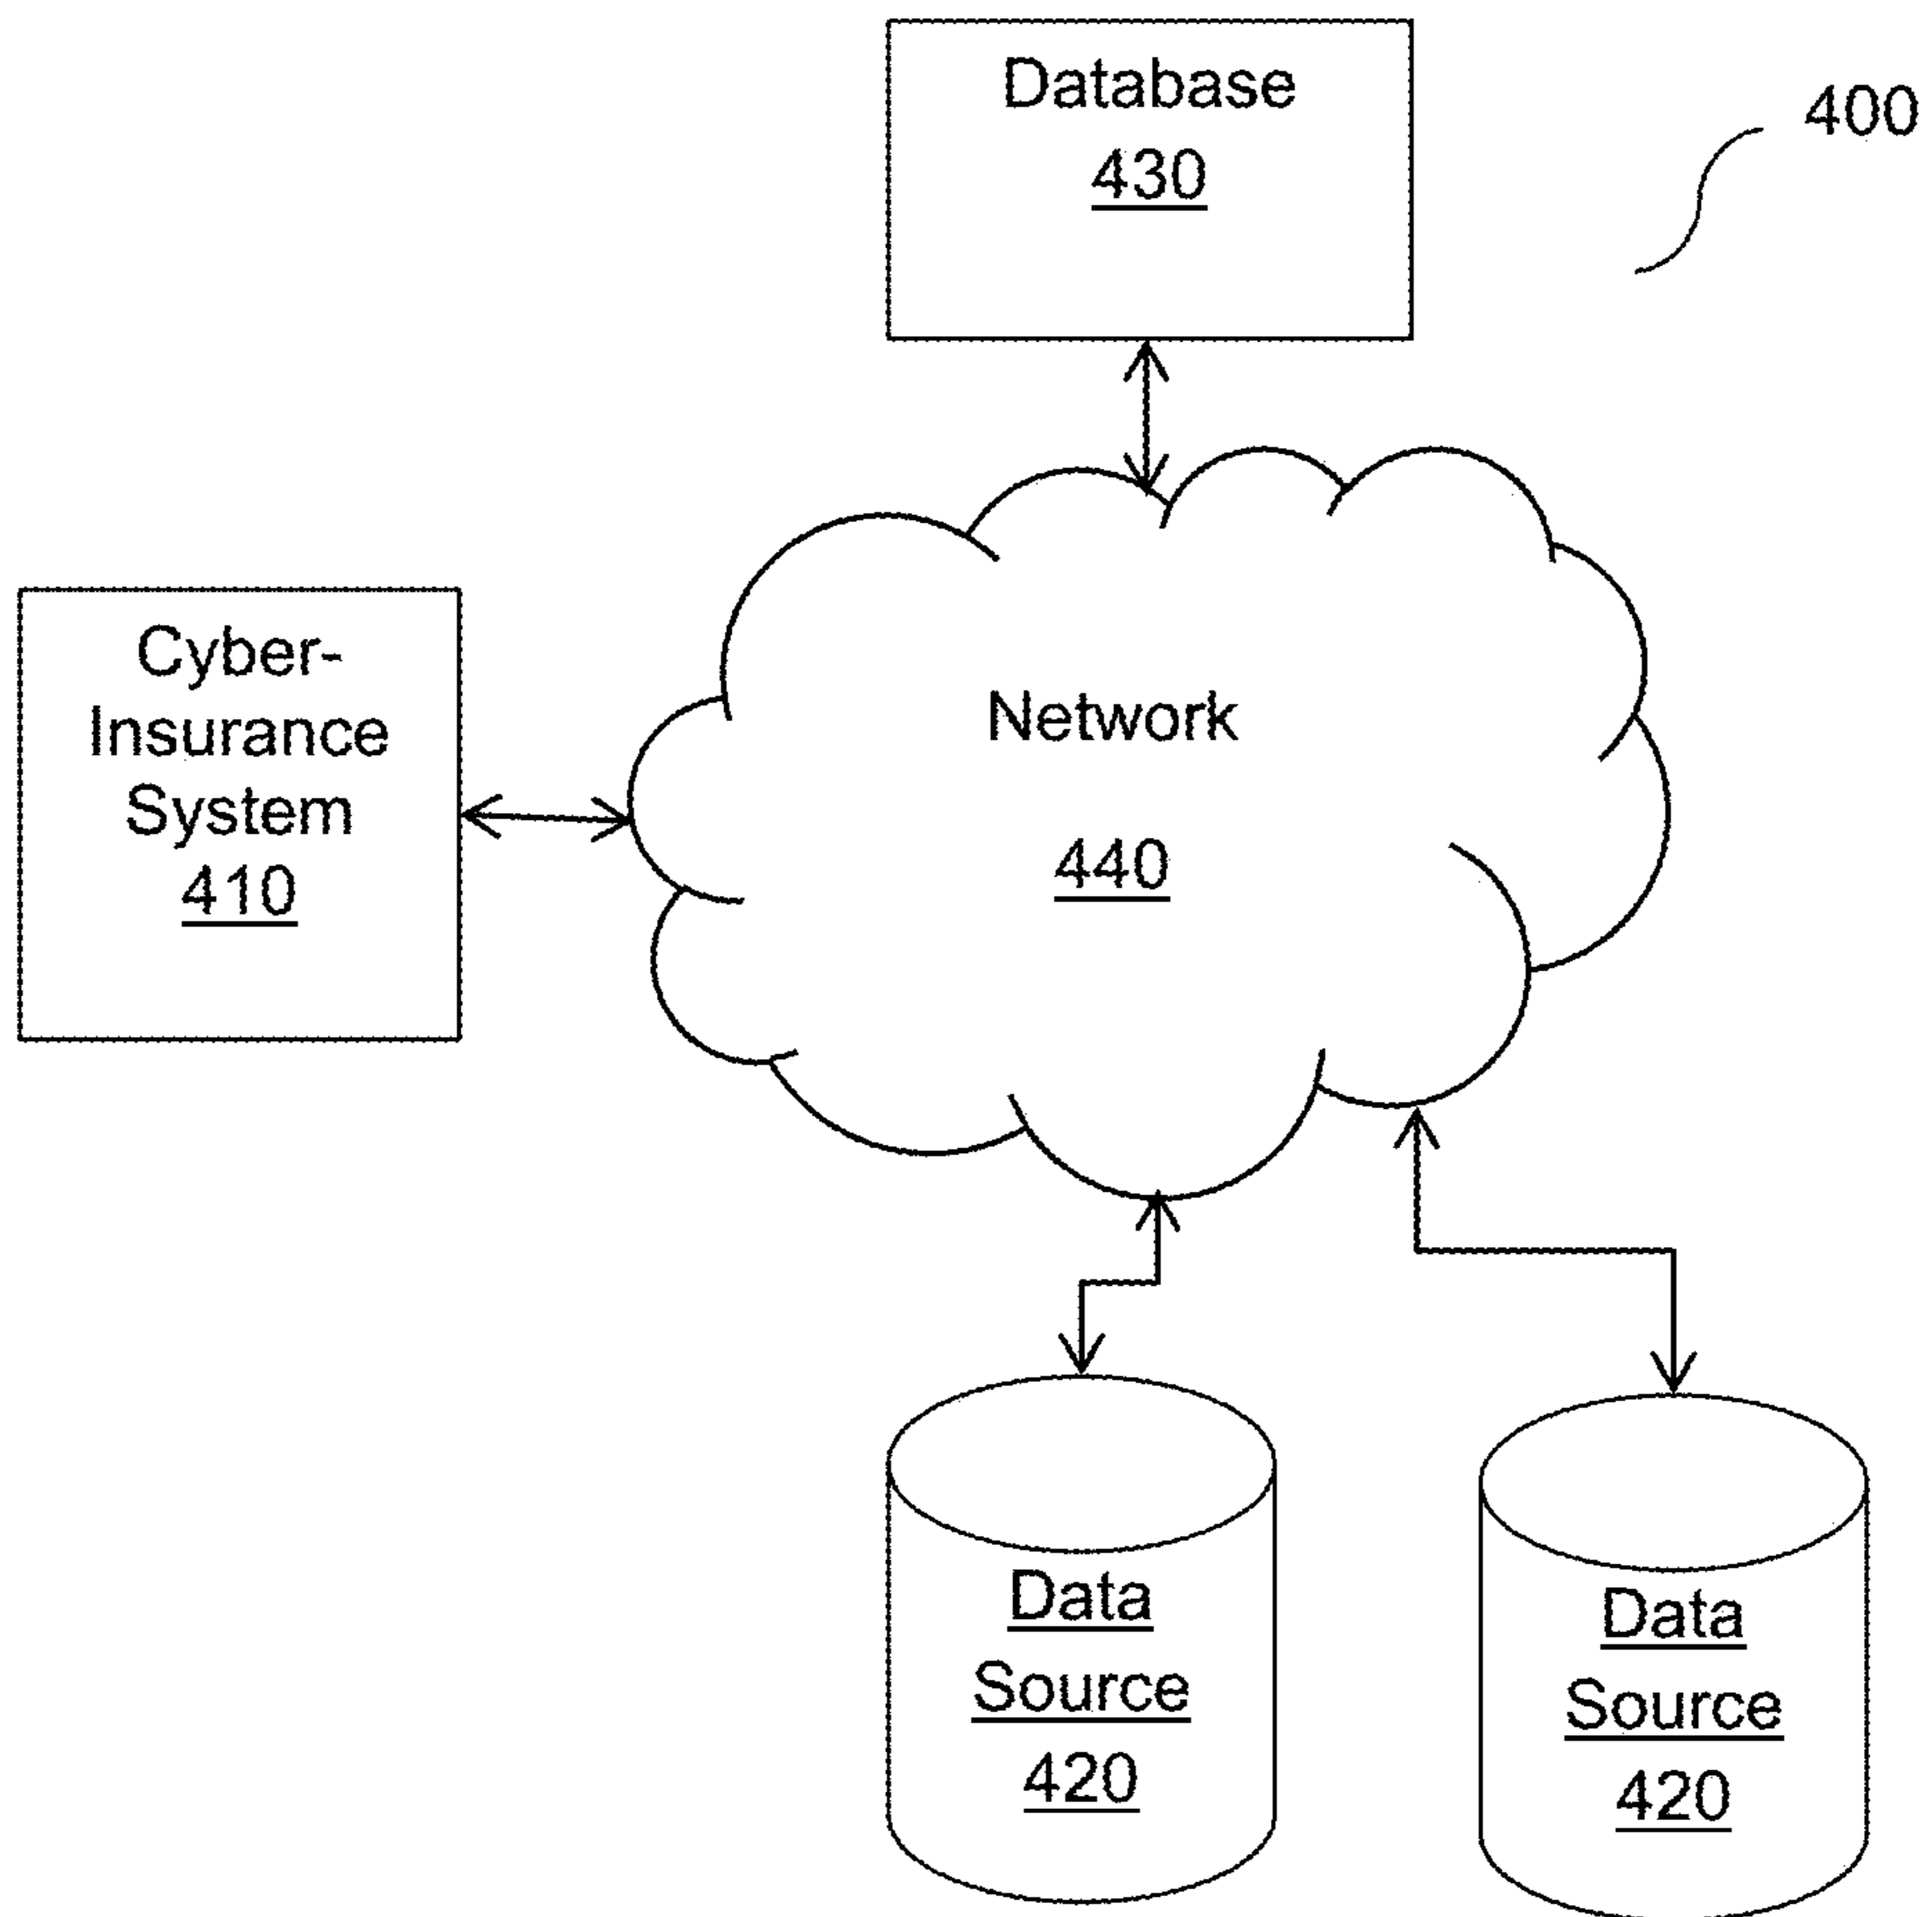 Database
430
400
Cyber-
Insurance
System
410
Network
440
Data
Source
420
Data
Source
420